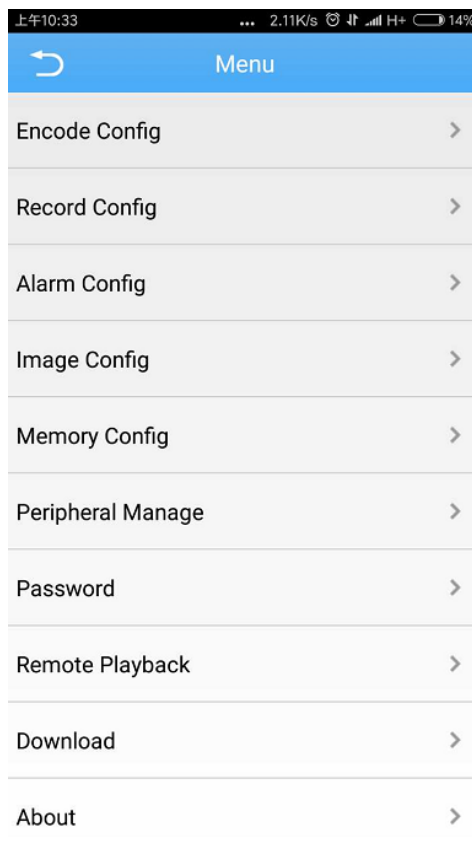 上午10:33 ... 2.11K/s H+ 14%
Menu
Encode Config
Record Config
Alarm Config
Image Config
Memory Config
Peripheral Manage
Password
Remote Playback
Download
About